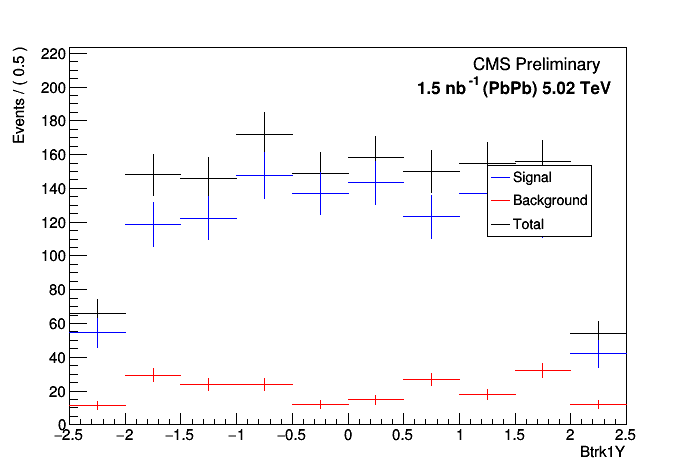 CMS Preliminary
1.5 nb⁻¹ (PbPb) 5.02 TeV
Events / ( 0.5 )
220
200
180
160
140
120
100
80
60
40
20
0
Signal
Background
Total
−2.5 −2 −1.5 −1 −0.5 0 0.5 1 1.5 2 2.5
Btrk1Y